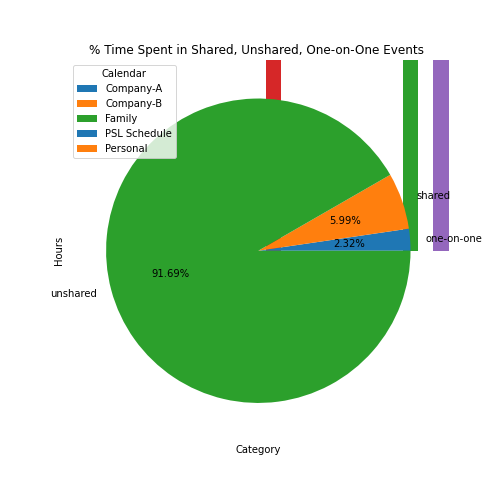 % Time Spent in Shared, Unshared, One-on-One Events
Calendar
Company-A
Company-B
Family
PSL Schedule
Personal
shared
5.99%
one-on-one
2.32%
Hours
91.69%
unshared
Category